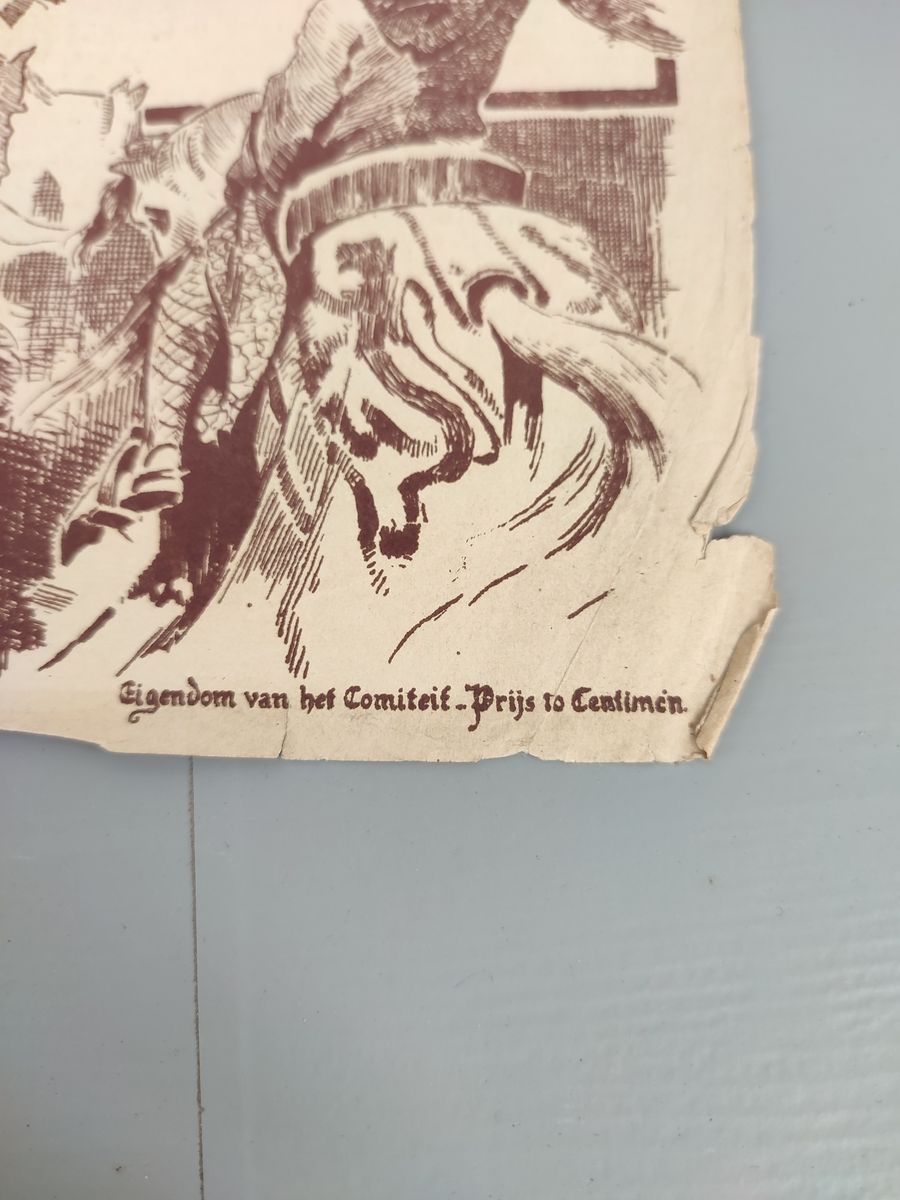 Eigendom van het Comiteit - Prijs 10 Centimen.